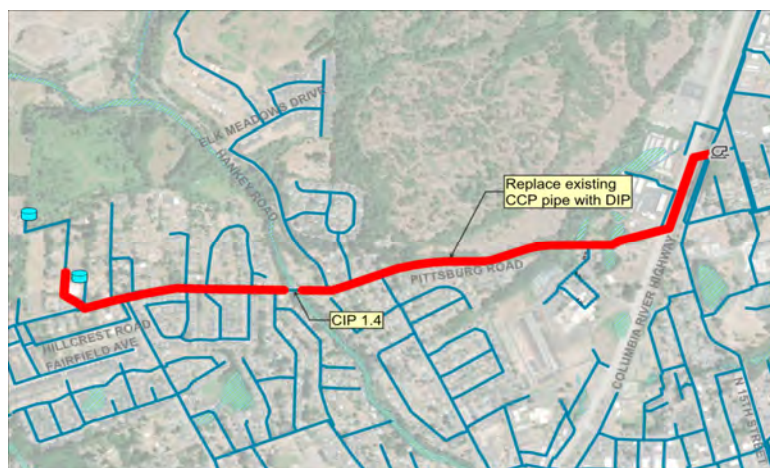 ELK MEADOWS DRIVE
HANKEY ROAD
Replace existing
CCP pipe with DIP
PITTSBURG ROAD
CIP 1.4
HILLCREST ROAD
FAIRFIELD AVE
COLUMBIA RIVER HIGHWAY
N 15TH STREET